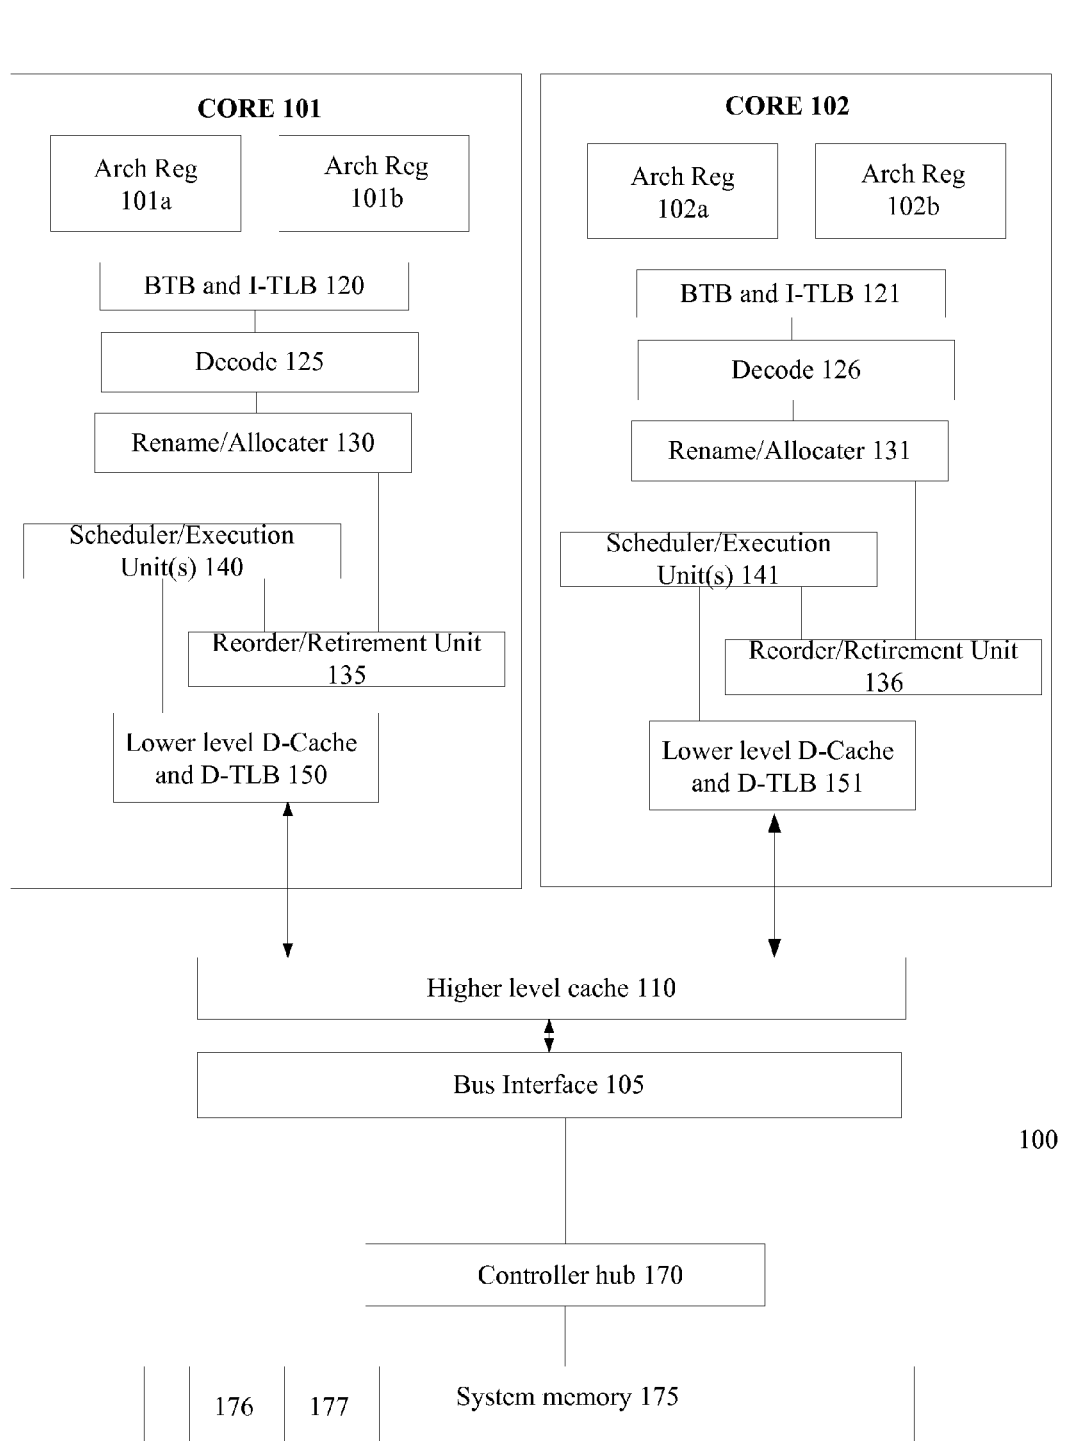 CORE 101
Arch Reg
101a
Arch Reg
101b
BTB and I-TLB 120
Decode 125
Rename/Allocater 130
Scheduler/Execution
Unit(s) 140
Reorder/Retirement Unit
135
Lower level D-Cache
and D-TLB 150
CORE 102
Arch Reg
102a
Arch Reg
102b
BTB and I-TLB 121
Decode 126
Rename/Allocater 131
Scheduler/Execution
Unit(s) 141
Reorder/Retirement Unit
136
Lower level D-Cache
and D-TLB 151
Higher level cache 110
Bus Interface 105
100
Controller hub 170
System memory 175
176
177